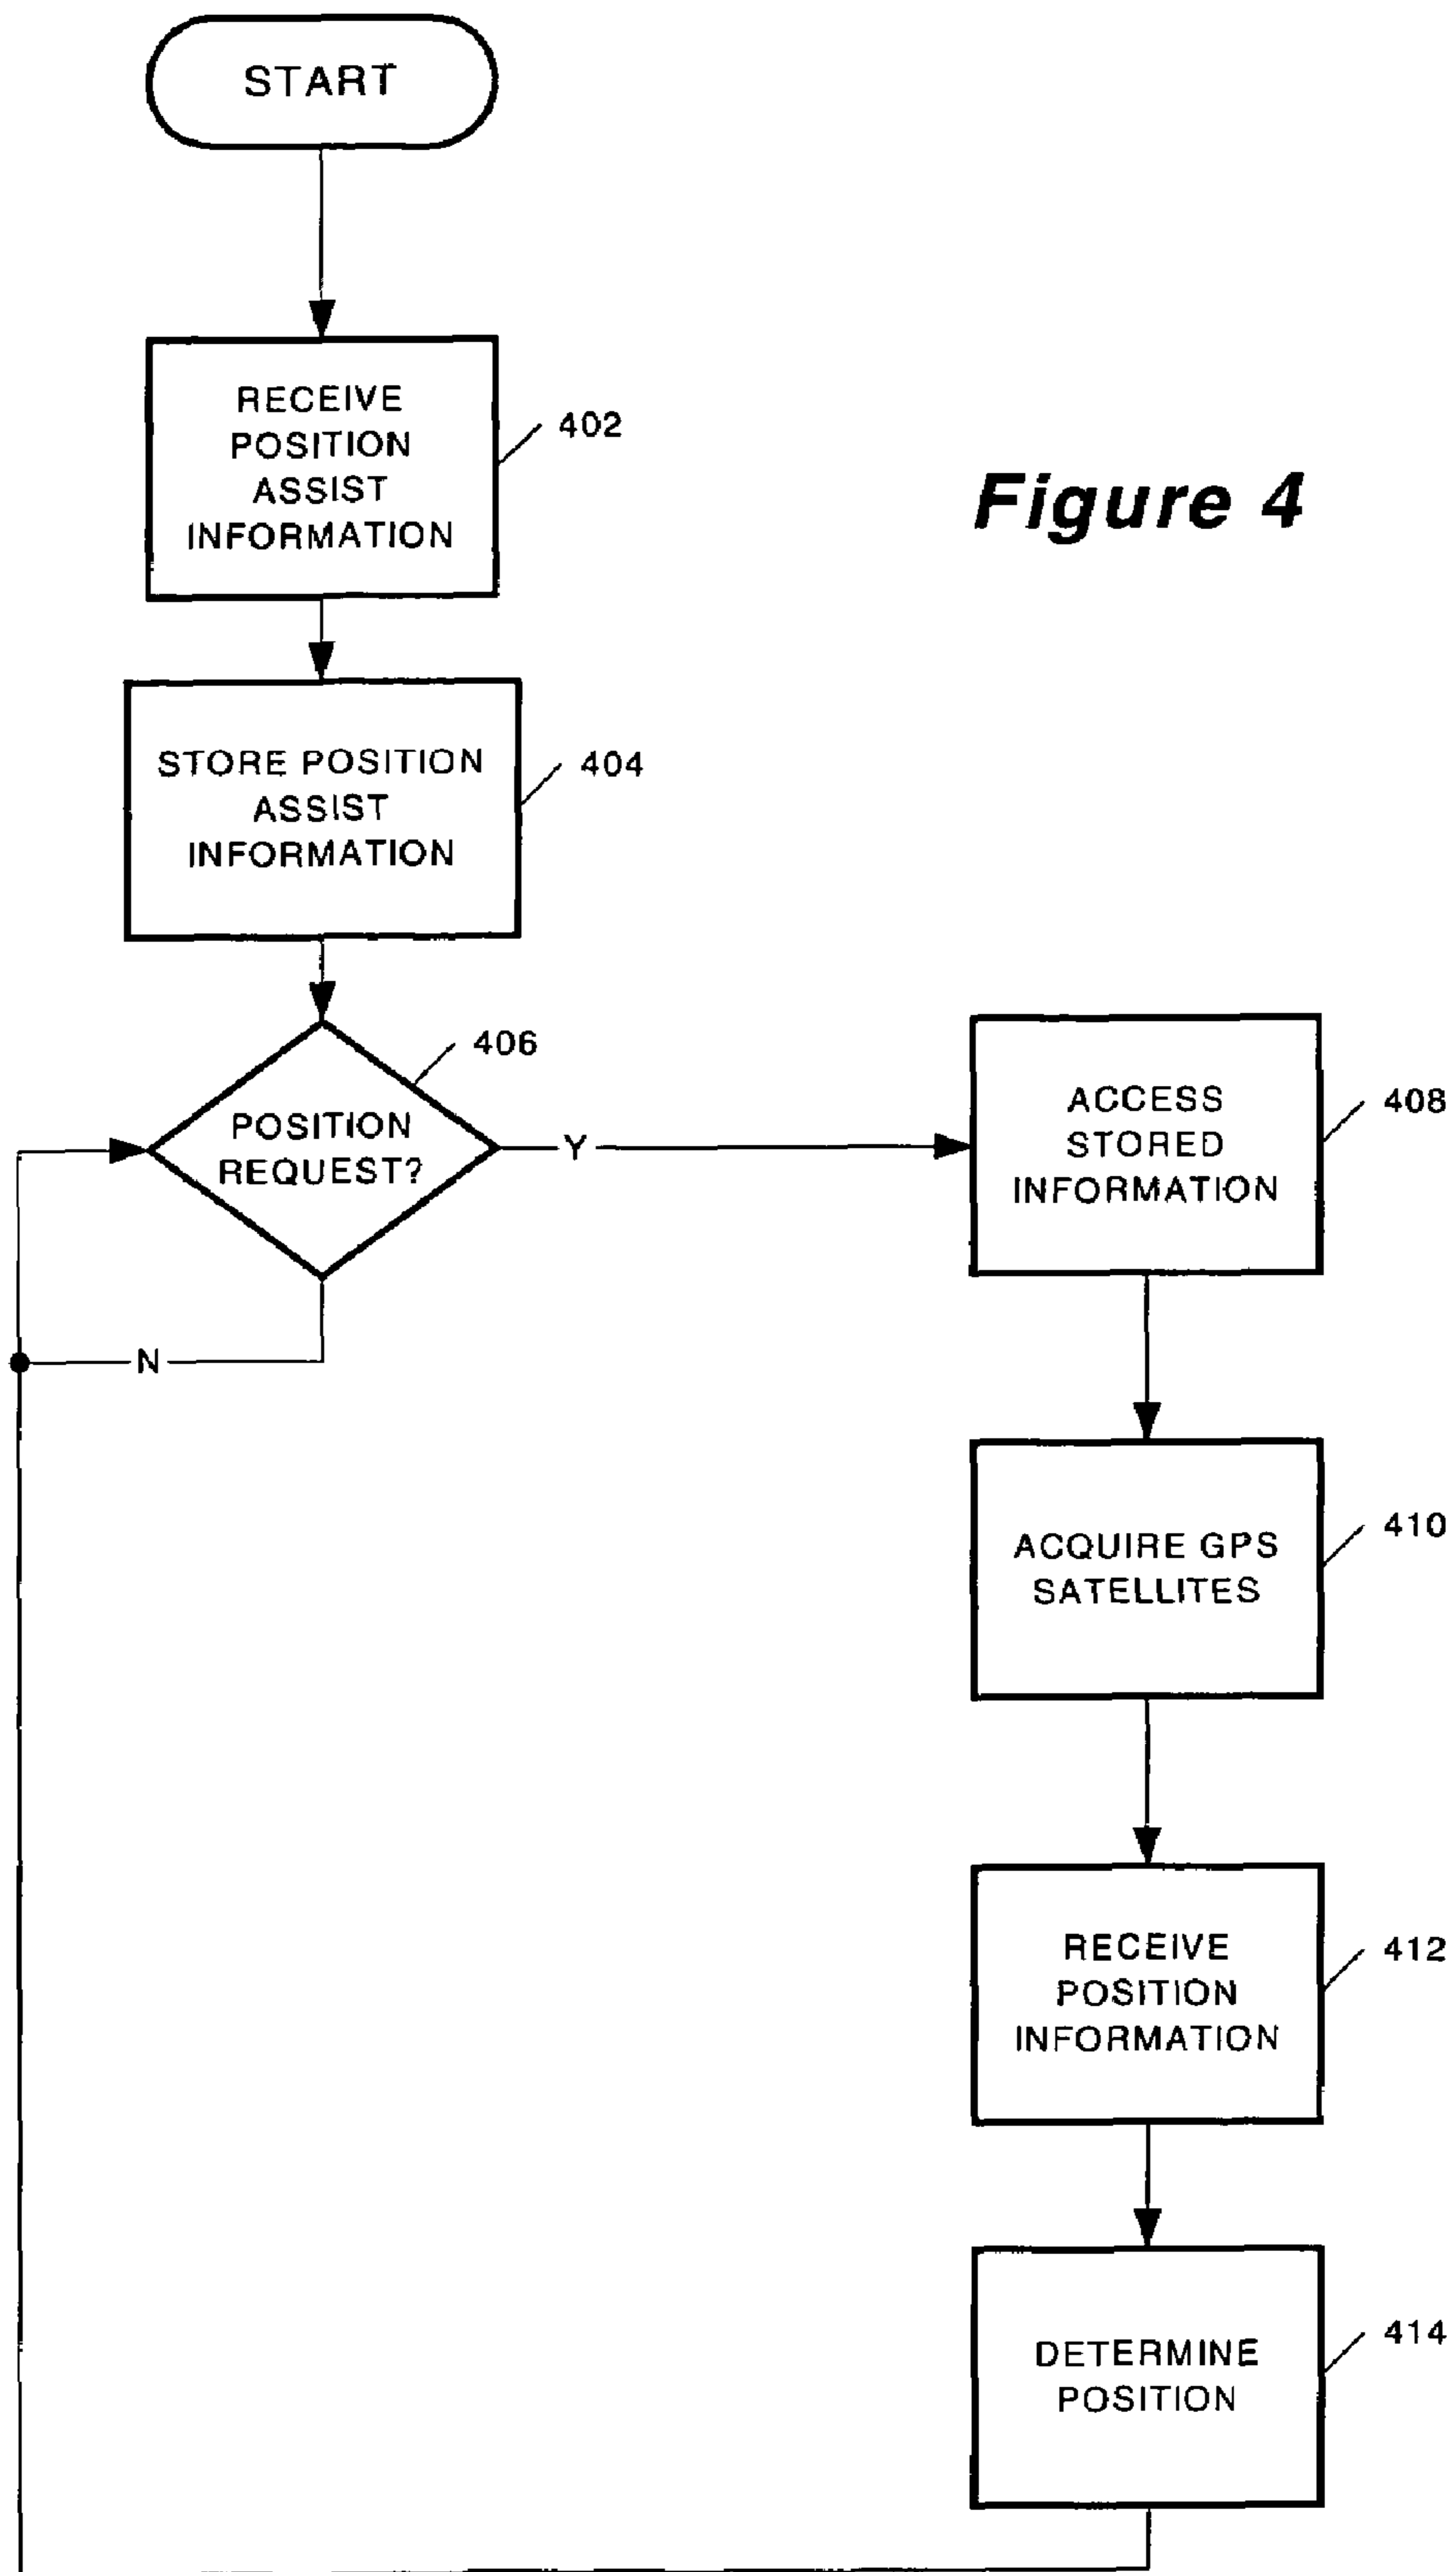 START
RECEIVE
POSITION
ASSIST
INFORMATION
402
Figure 4
STORE POSITION
ASSIST
INFORMATION
404
406
POSITION
REQUEST?
Y
N
ACCESS
STORED
INFORMATION
408
ACQUIRE GPS
SATELLITES
410
RECEIVE
POSITION
INFORMATION
412
DETERMINE
POSITION
414